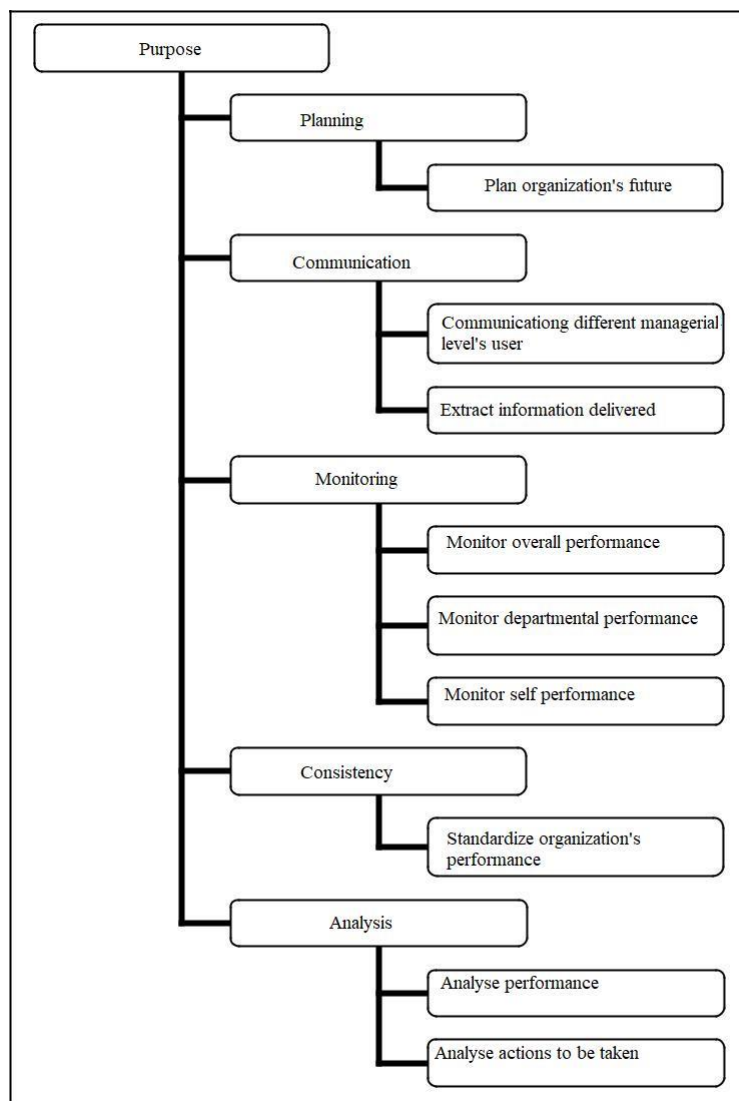 Purpose
Planning
Plan organization's future
Communication
Communicationg different managerial
level's user
Extract information delivered
Monitoring
Monitor overall performance
Monitor departmental performance
Monitor self performance
Consistency
Standardize organization's
performance
Analysis
Analyse performance
Analyse actions to be taken